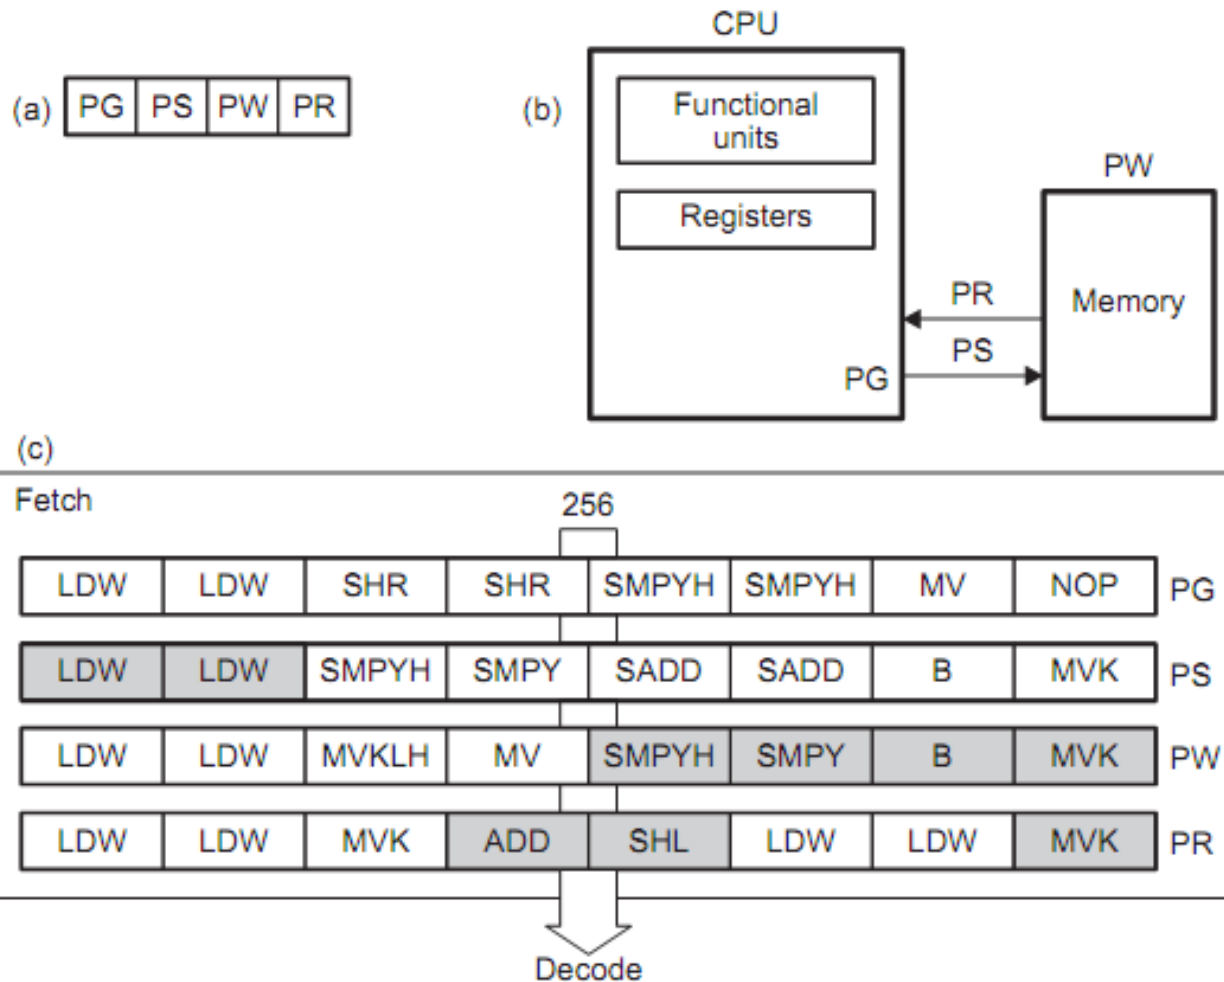 CPU
(a) PG PS PW PR
(b)
Functional
units
Registers
PW
Memory
PR
PS
PG
(c)
Fetch
256
LDW LDW SHR SHR SMPYH SMPYH MV NOP PG
LDW LDW SMPYH SMPY SADD SADD B MVK PS
LDW LDW MVKLH MV SMPYH SMPY B MVK PW
LDW LDW MVK ADD SHL LDW LDW MVK PR
Decode